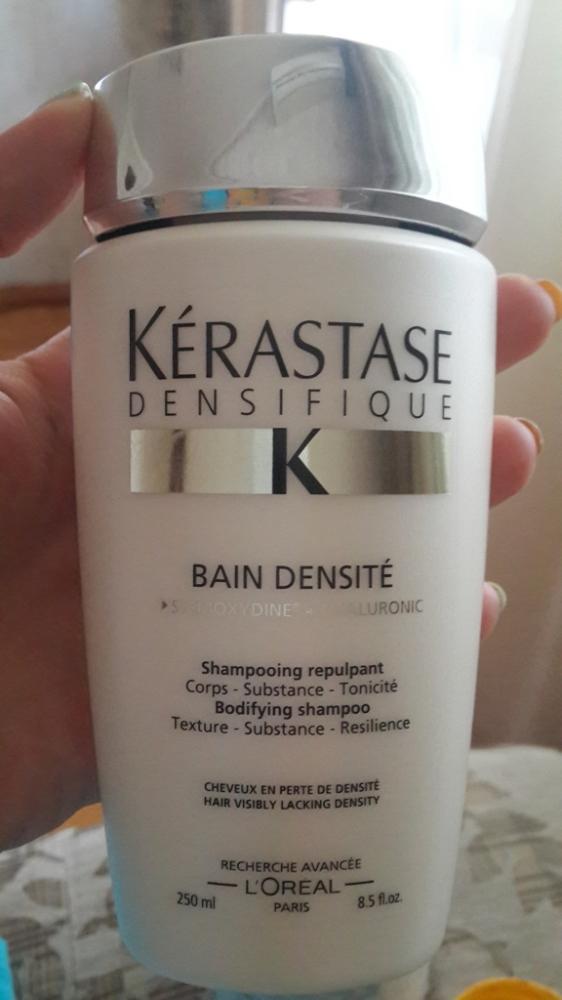 KÉRASTASE
DENSIFIQUE
K
BAIN DENSITÉ
Shampooing repulpant
Corps - Substance - Tonicité
Bodifying shampoo
Texture - Substance - Resilience
CHEVEUX EN PERTE DE DENSITÉ
HAIR VISIBLY LACKING DENSITY
RECHERCHE AVANCÉE
L'ORÉAL
PARIS
250 ml
8.5 fl.oz.